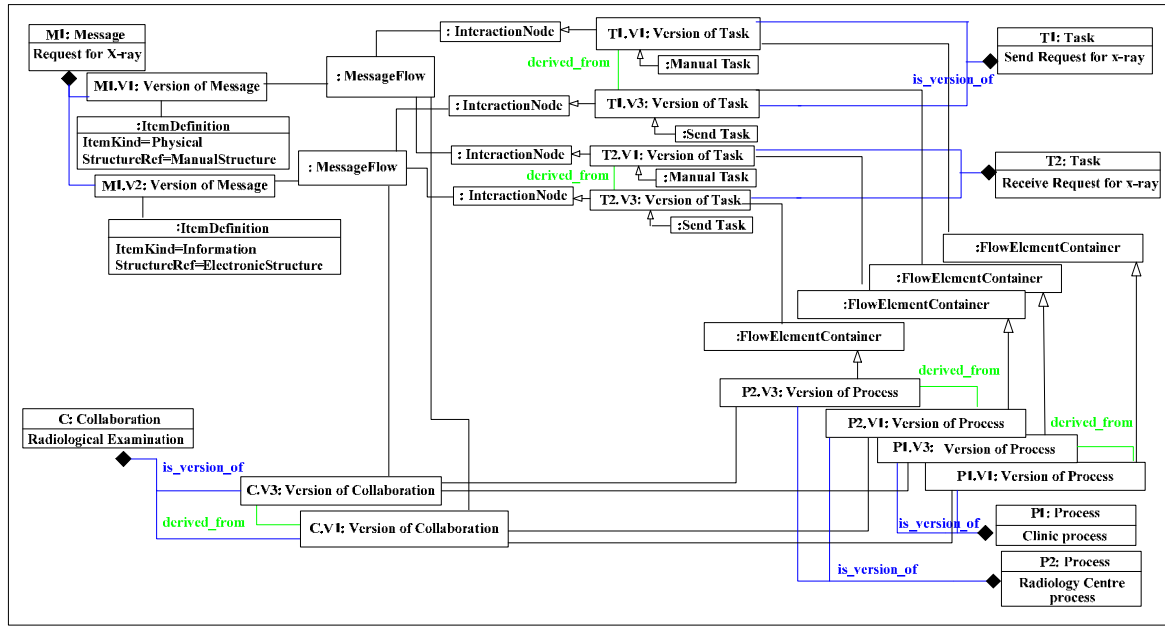 M1: Message
Request for X-ray
M1.V1: Version of Message
:ItemDefinition
ItemKind=Physical
StructureRef=ManualStructure
M1.V2: Version of Message
:ItemDefinition
ItemKind=Information
StructureRef=ElectronicStructure
: MessageFlow
: MessageFlow
: InteractionNode
: InteractionNode
: InteractionNode
: InteractionNode
T1.V1: Version of Task
:Manual Task
derived_from
T1.V3: Version of Task
:Send Task
T2.V1: Version of Task
:Manual Task
derived_from
T2.V3: Version of Task
:Send Task
is_version_of
T1: Task
Send Request for x-ray
T2: Task
Receive Request for x-ray
:FlowElementContainer
:FlowElementContainer
:FlowElementContainer
:FlowElementContainer
derived_from
P2.V3: Version of Process
P2.V1: Version of Process
derived_from
P1.V3: Version of Process
P1.V1: Version of Process
C: Collaboration
Radiological Examination
is_version_of
C.V3: Version of Collaboration
derived_from
C.V1: Version of Collaboration
is_version_of
P1: Process
Clinic process
is_version_of
P2: Process
Radiology Centre
process